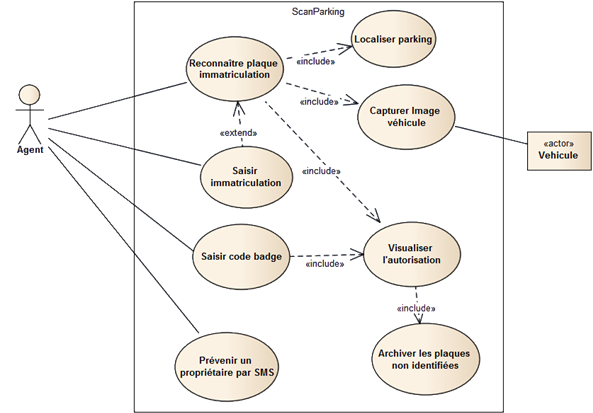 ScanParking
Reconnaître plaque
immatriculation
«include»
Localiser parking
«include»
Capturer Image
véhicule
«actor»
Vehicule
Agent
«extend»
Saisir
immatriculation
«include»
Saisir code badge
«include»
Visualiser
l'autorisation
«include»
Prévenir un
propriétaire par SMS
Archiver les plaques
non identifiées